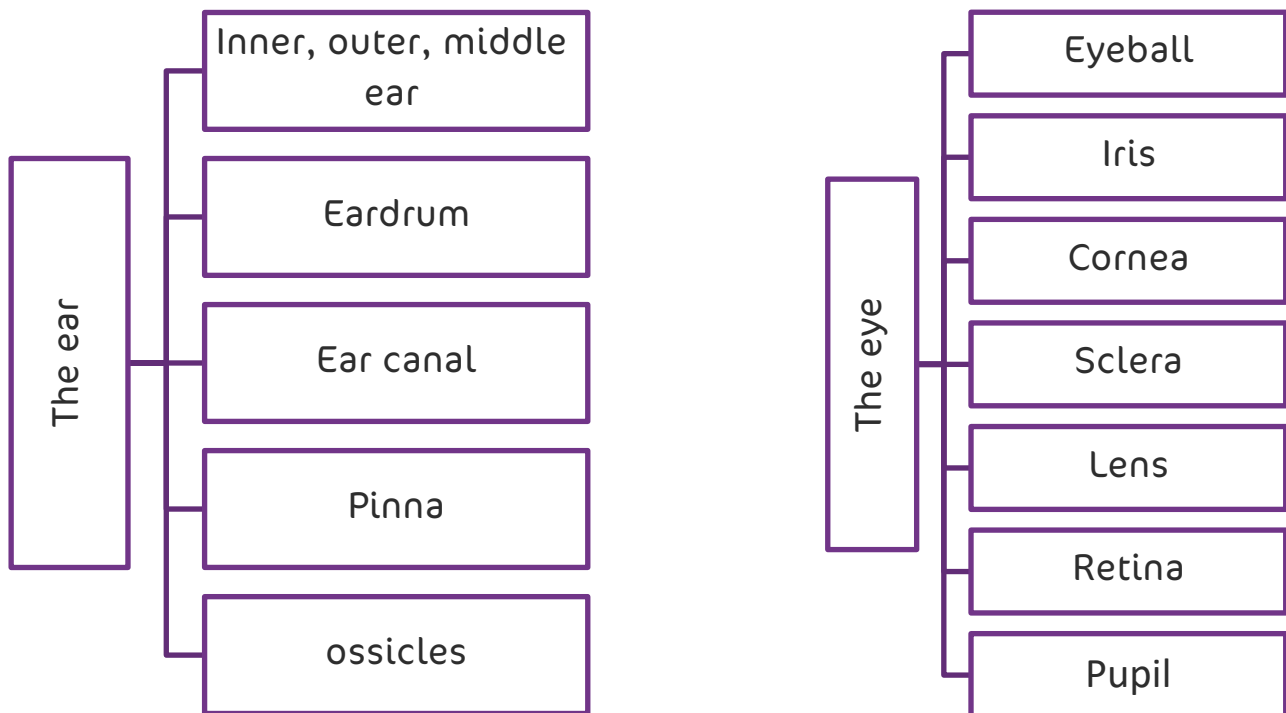 The ear
Inner, outer, middle
ear
Eardrum
Ear canal
Pinna
ossicles
The eye
Eyeball
Iris
Cornea
Sclera
Lens
Retina
Pupil